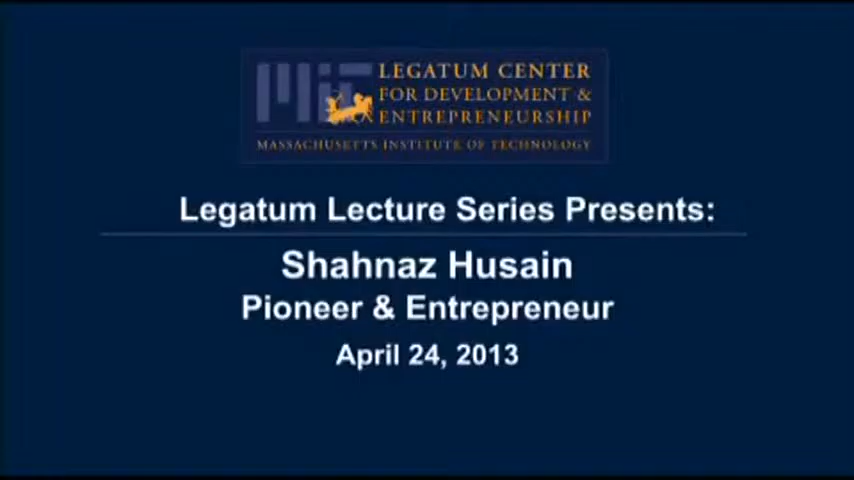 MIT LEGATUM CENTER
FOR DEVELOPMENT &
ENTREPRENEURSHIP
MASSACHUSETTS INSTITUTE OF TECHNOLOGY
Legatum Lecture Series Presents:
Shahnaz Husain
Pioneer & Entrepreneur
April 24, 2013